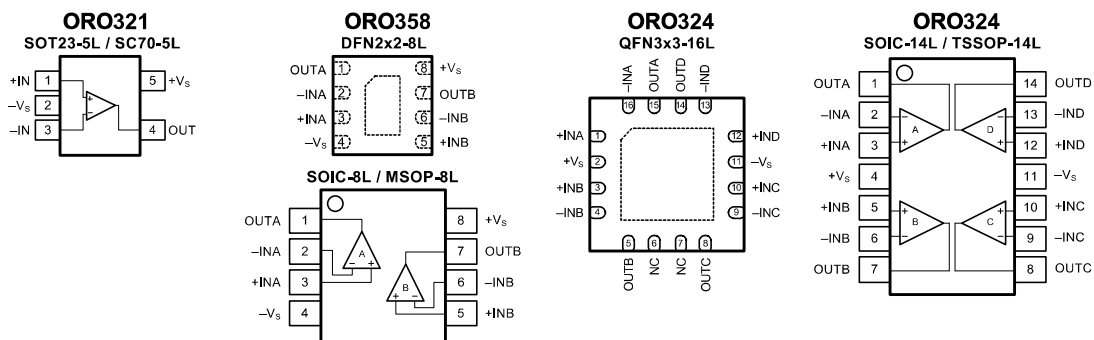 ORO321
SOT23-5L / SC70-5L
+IN 1 5 +VS
–VS 2
–IN 3 4 OUT
+
–
ORO358
DFN2x2-8L
OUTA 1 8 +VS
–INA 2 7 OUTB
+INA 3 6 –INB
–VS 4 5 +INB
SOIC-8L / MSOP-8L
OUTA 1 8 +VS
–INA 2 7 OUTB
+INA 3 6 –INB
–VS 4 5 +INB
A
– +
B
+ –
ORO324
QFN3x3-16L
–INA OUTA OUTD –IND
16 15 14 13
+INA 1 12 +IND
+VS 2 11 –VS
+INB 3 10 +INC
–INB 4 9 –INC
5 6 7 8
OUTB NC NC OUTC
ORO324
SOIC-14L / TSSOP-14L
OUTA 1 14 OUTD
–INA 2 – A D – 13 –IND
+INA 3 + + 12 +IND
+VS 4 11 –VS
+INB 5 + + 10 +INC
–INB 6 – B C – 9 –INC
OUTB 7 8 OUTC